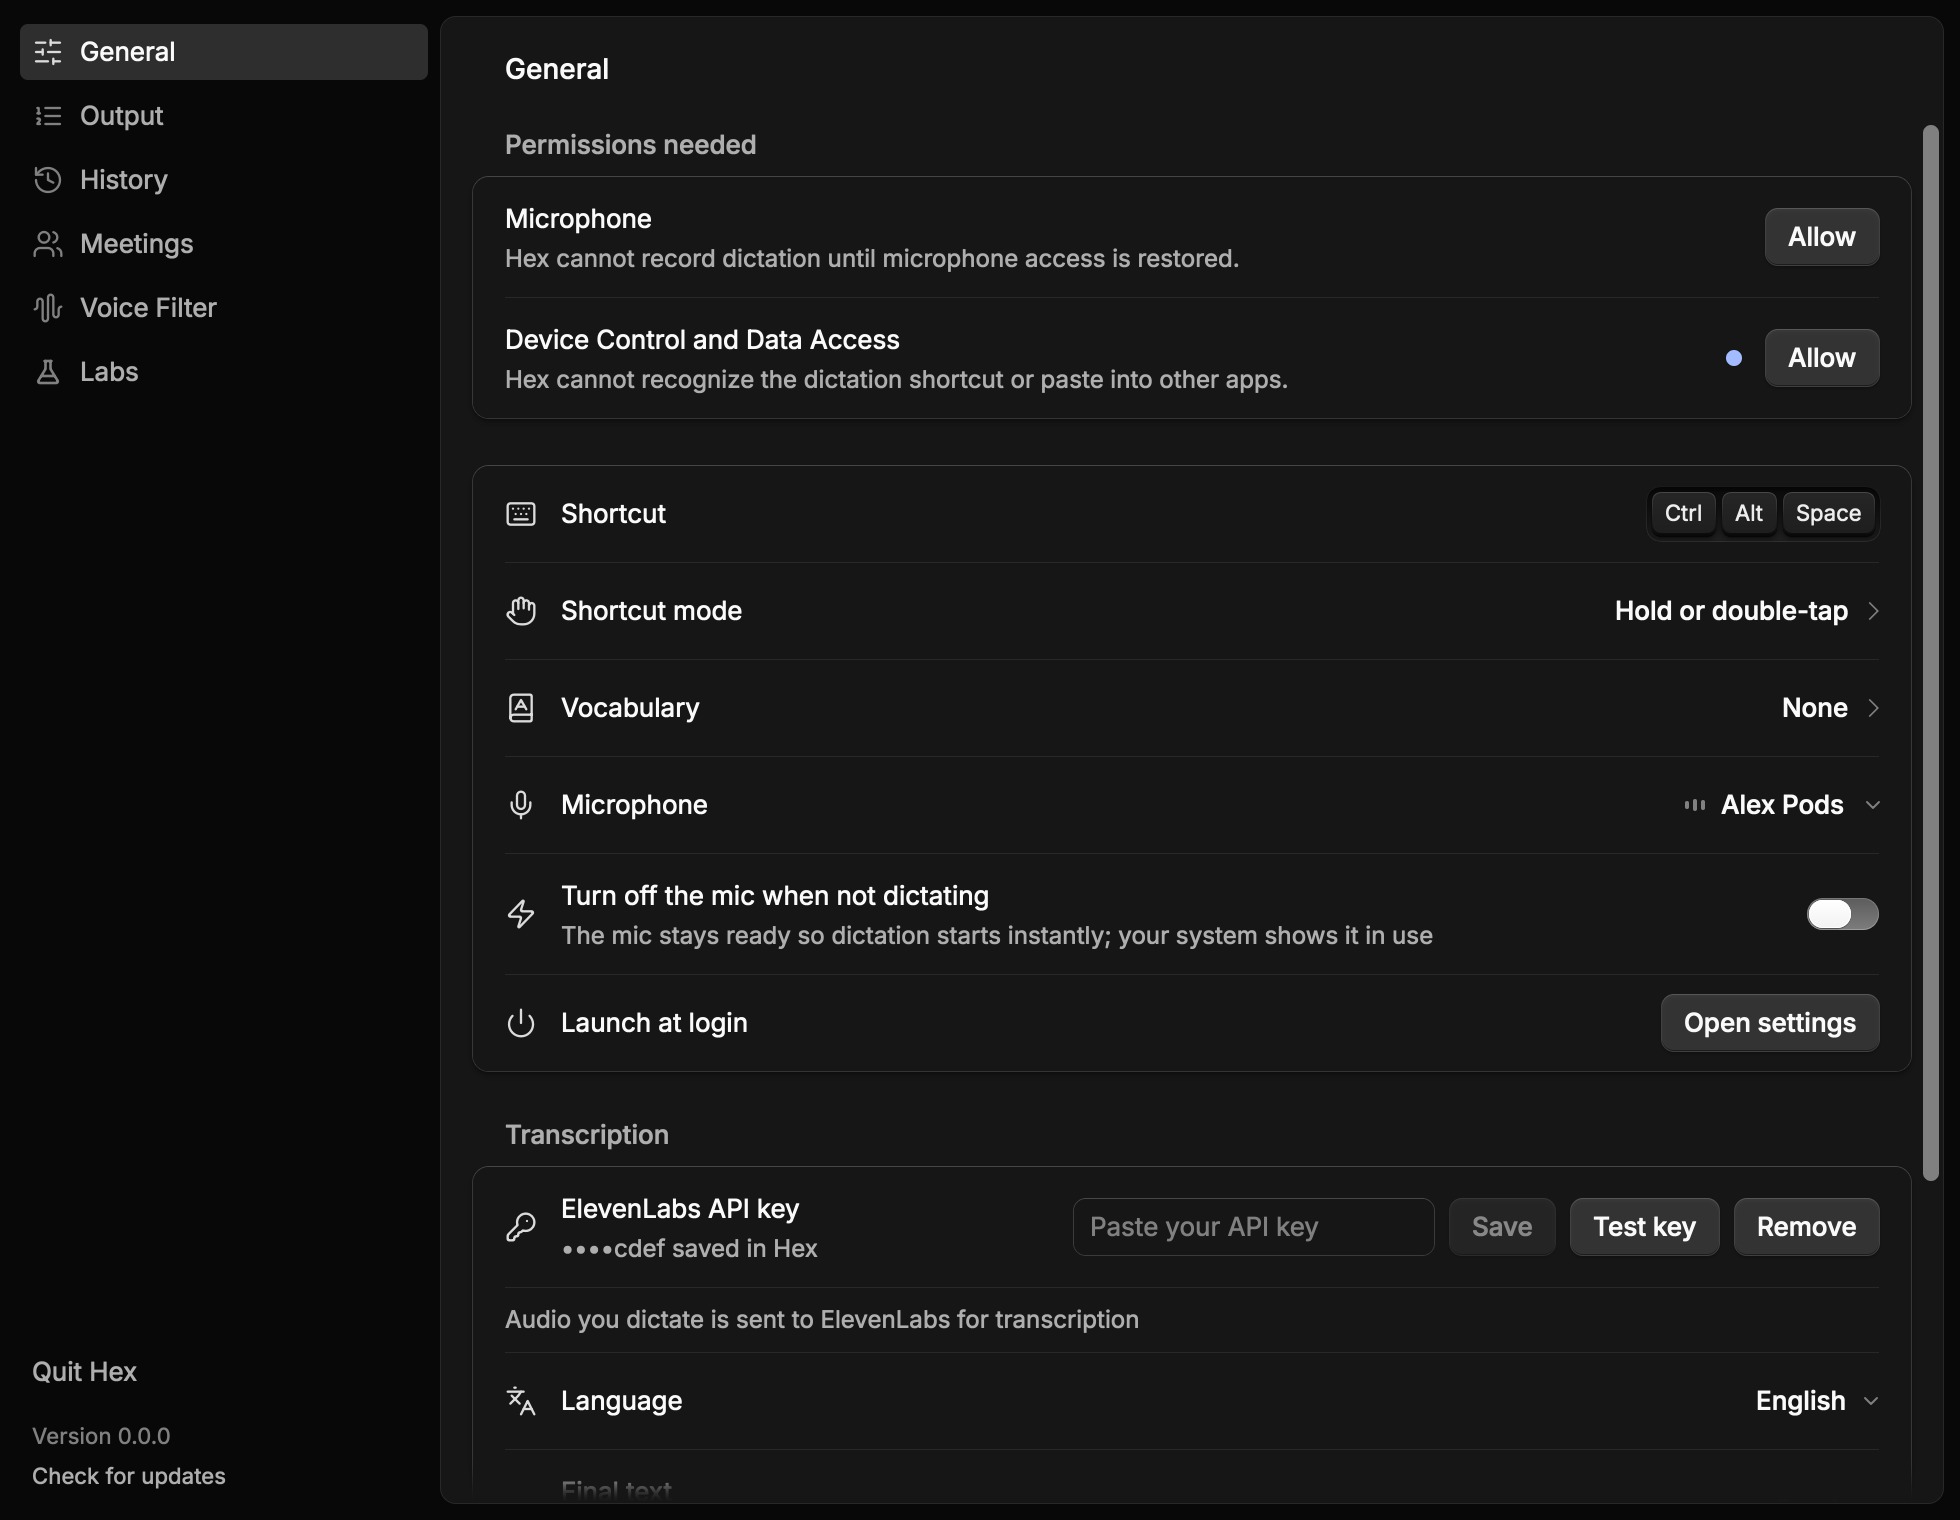 General
Output
History
Meetings
Voice Filter
Labs
Quit Hex
Version 0.0.0
Check for updates
General
Permissions needed
Microphone
Hex cannot record dictation until microphone access is restored.
Allow
Device Control and Data Access
Hex cannot recognize the dictation shortcut or paste into other apps.
Allow
Shortcut
Ctrl Alt Space
Shortcut mode
Hold or double-tap
Vocabulary
None
Microphone
Alex Pods
Turn off the mic when not dictating
The mic stays ready so dictation starts instantly; your system shows it in use
Launch at login
Open settings
Transcription
ElevenLabs API key
••••cdef saved in Hex
Paste your API key
Save
Test key
Remove
Audio you dictate is sent to ElevenLabs for transcription
Language
English
Final text